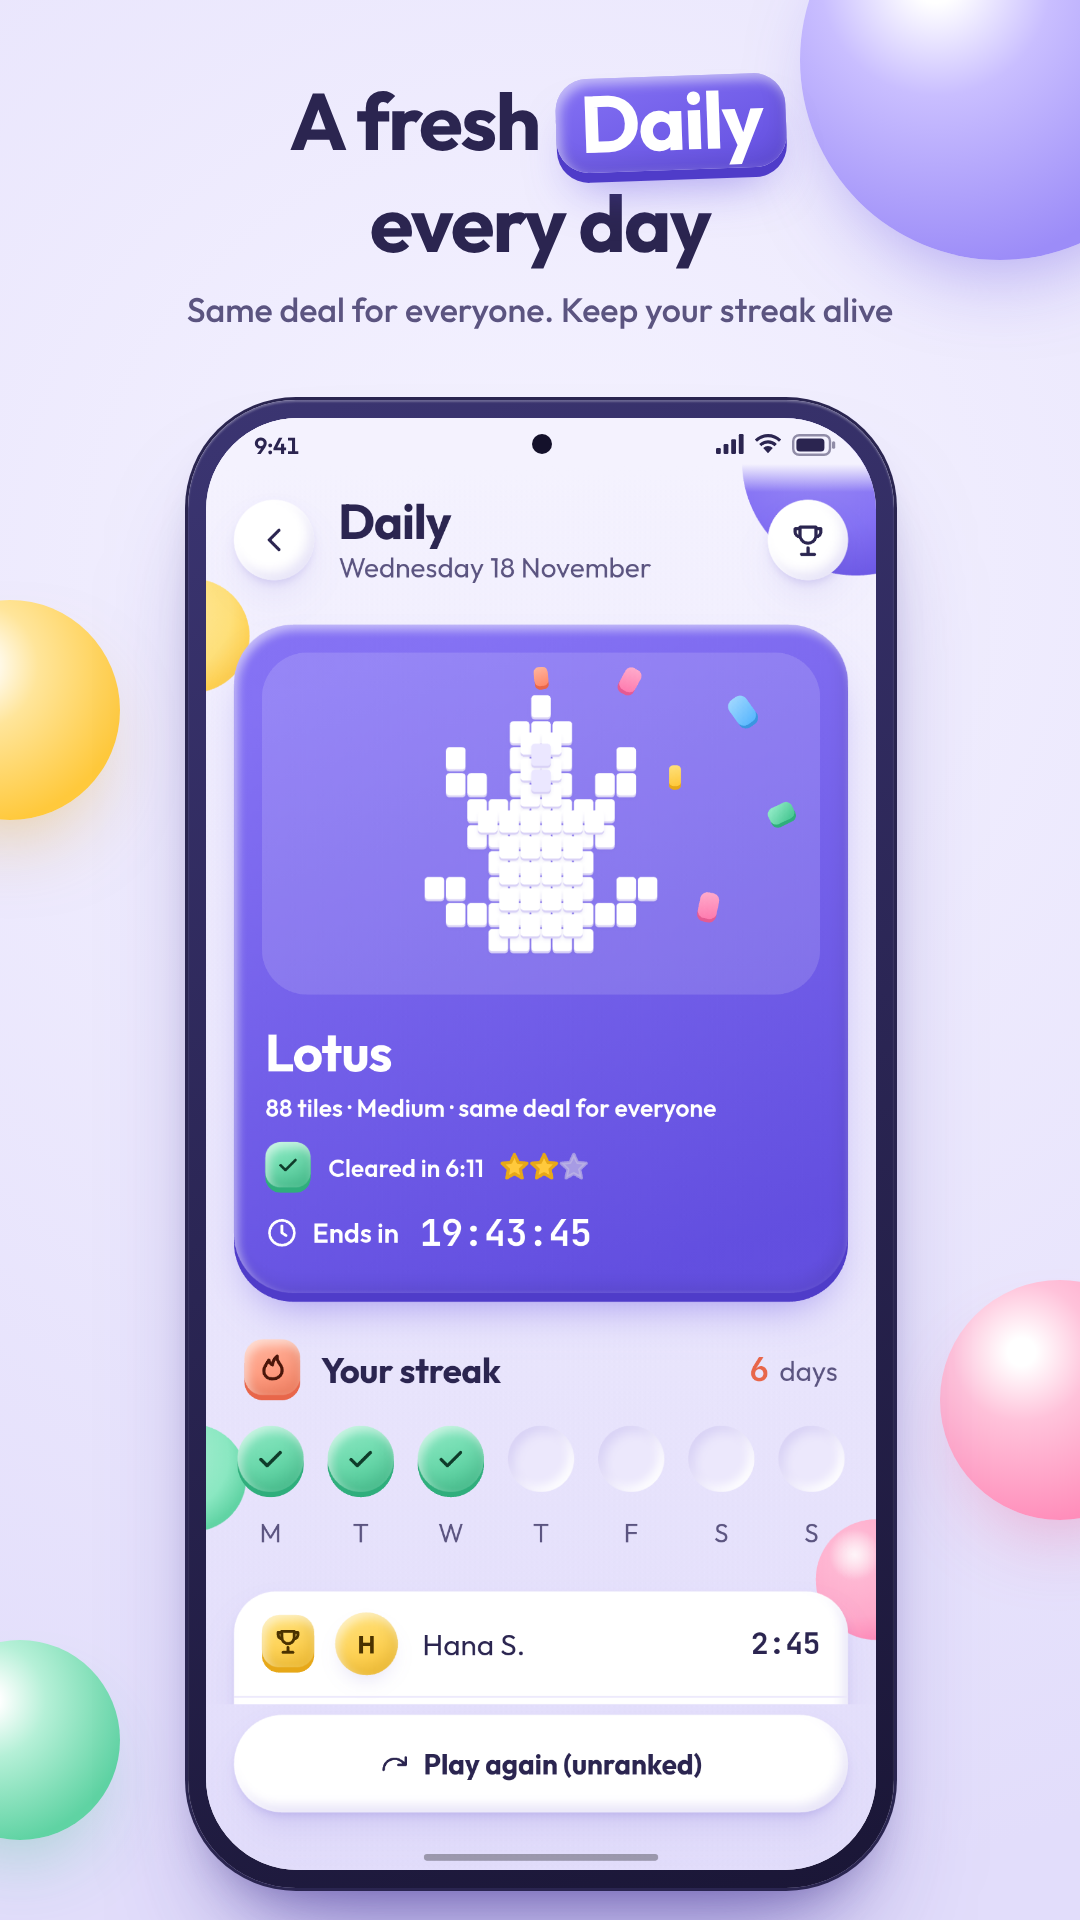 A fresh Daily
every day
Same deal for everyone. Keep your streak alive
9:41
Daily
Wednesday 18 November
Lotus
88 tiles · Medium · same deal for everyone
Cleared in 6:11
Ends in 19:43:45
Your streak 6 days
M T W T F S S
H Hana S. 2:45
Play again (unranked)